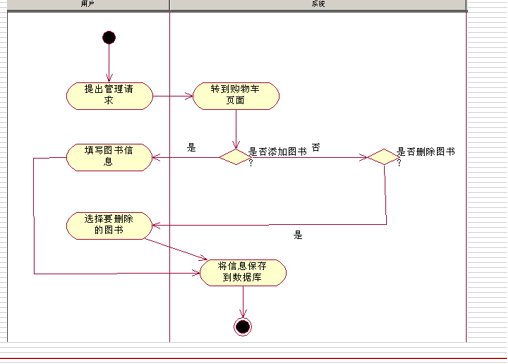 用户
系统
提出管理请
求
转到购物车
页面
填写图书信
息
是
是否添加图书
?
否
是否删除图书
?
选择要删除
的图书
是
将信息保存
到数据库